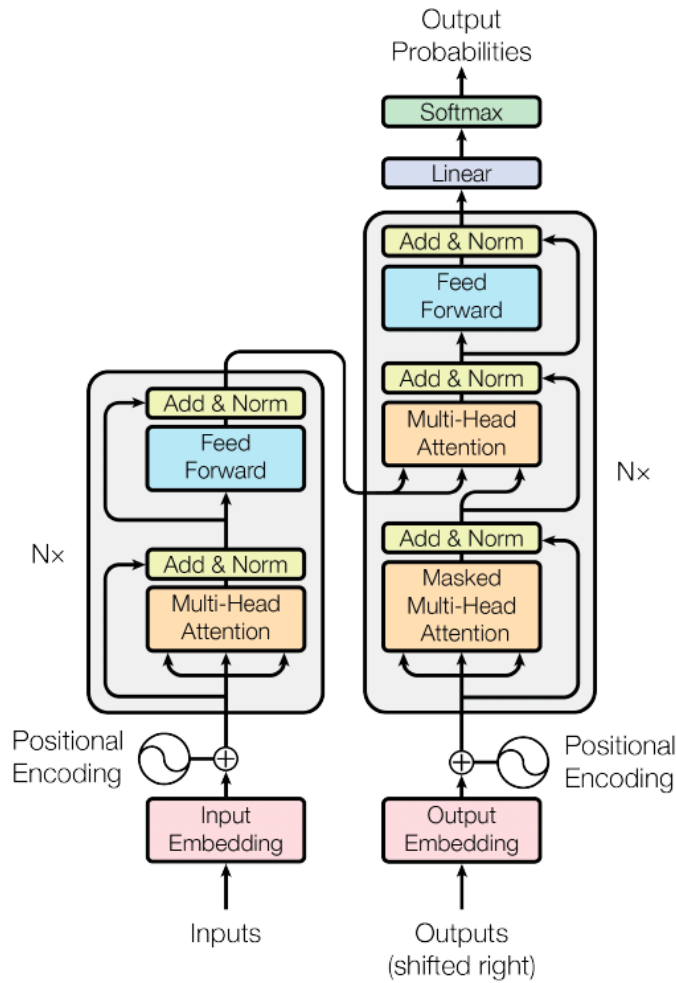 Output
Probabilities
Softmax
Linear
Add & Norm
Feed
Forward
Add & Norm
Multi-Head
Attention
Nx
Add & Norm
Masked
Multi-Head
Attention
Add & Norm
Feed
Forward
Nx
Add & Norm
Multi-Head
Attention
Positional
Encoding
Positional
Encoding
Input
Embedding
Output
Embedding
Inputs
Outputs
(shifted right)